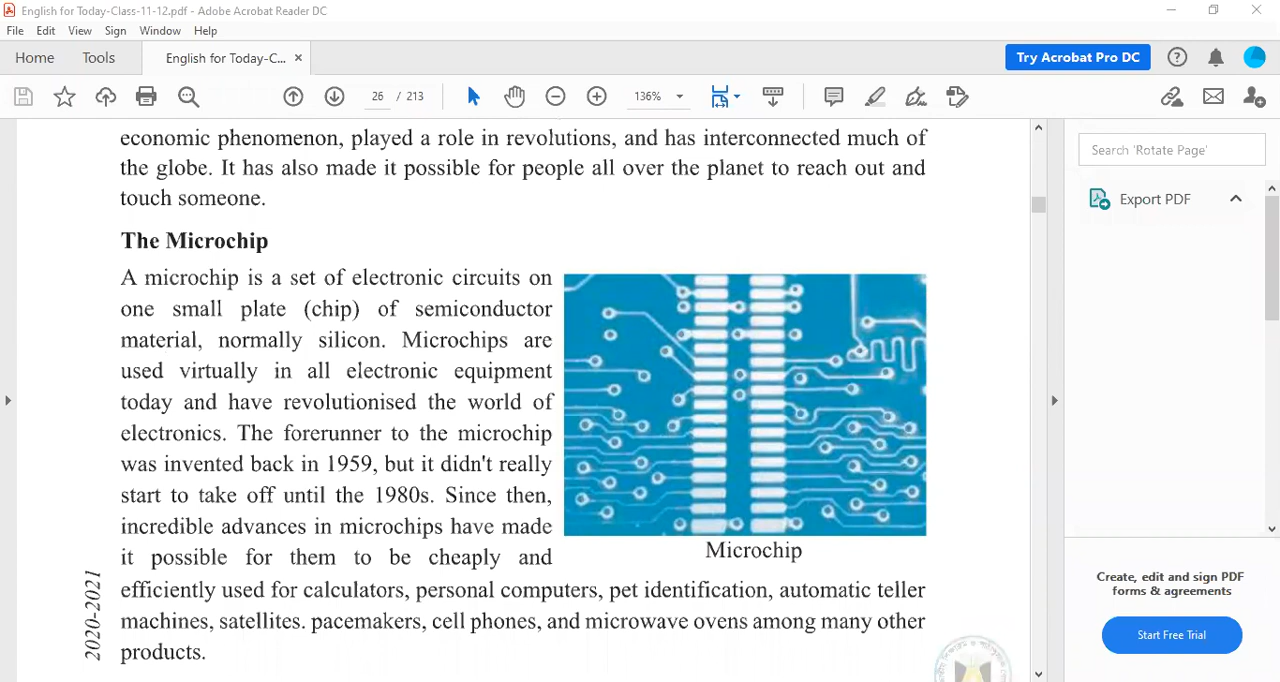 English for Today-Class-11-12.pdf - Adobe Acrobat Reader DC
File Edit View Sign Window Help
Home Tools English for Today-C... × Try Acrobat Pro DC
26 / 213 136%
economic phenomenon, played a role in revolutions, and has interconnected much of
the globe. It has also made it possible for people all over the planet to reach out and
touch someone.
The Microchip
A microchip is a set of electronic circuits on
one small plate (chip) of semiconductor
material, normally silicon. Microchips are
used virtually in all electronic equipment
today and have revolutionised the world of
electronics. The forerunner to the microchip
was invented back in 1959, but it didn't really
start to take off until the 1980s. Since then,
incredible advances in microchips have made
it possible for them to be cheaply and
efficiently used for calculators, personal computers, pet identification, automatic teller
machines, satellites. pacemakers, cell phones, and microwave ovens among many other
products.
Microchip
2020-2021
Search 'Rotate Page'
Export PDF
Create, edit and sign PDF
forms & agreements
Start Free Trial